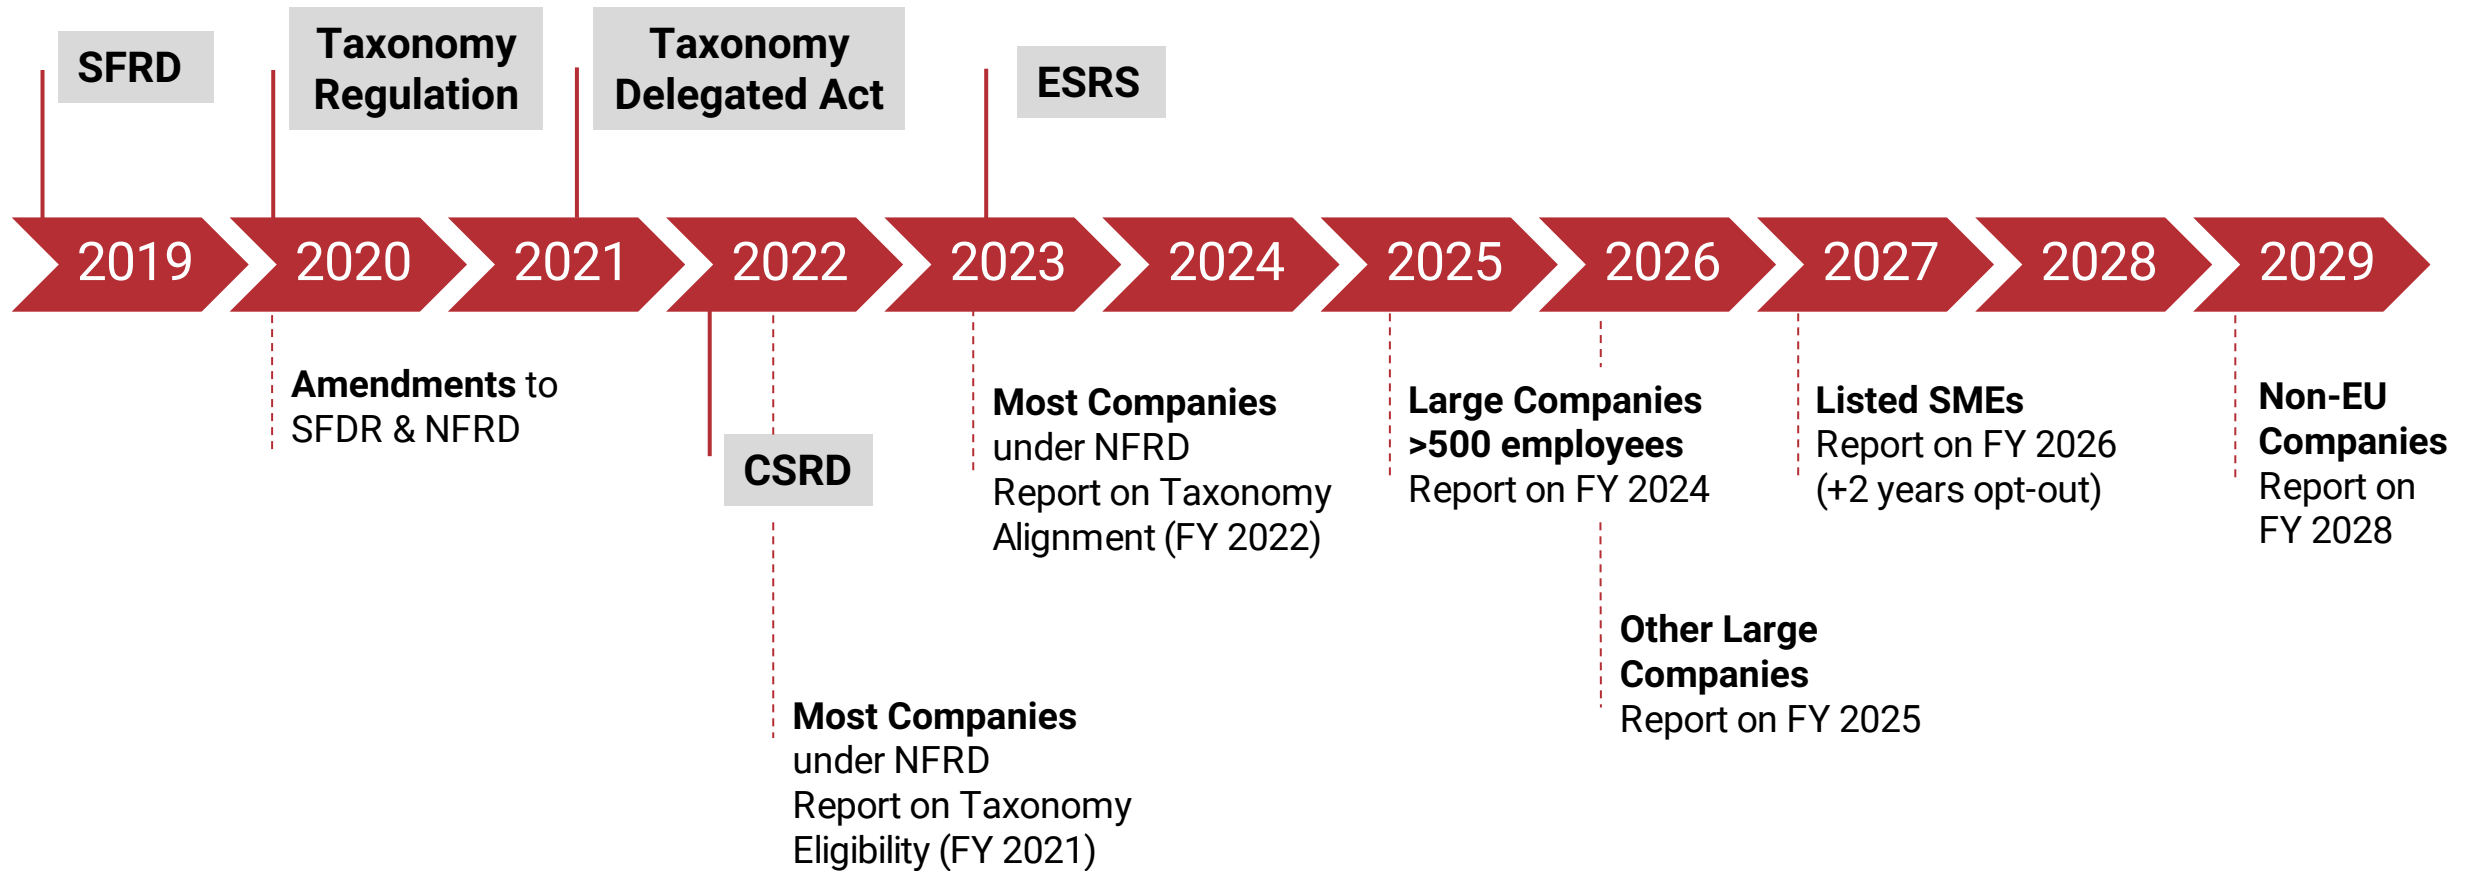 SFRD
Taxonomy
Regulation
Taxonomy
Delegated Act
ESRS
2019
2020
2021
2022
2023
2024
2025
2026
2027
2028
2029
Amendments to
SFDR & NFRD
CSRD
Most Companies
under NFRD
Report on Taxonomy
Eligibility (FY 2021)
Most Companies
under NFRD
Report on Taxonomy
Alignment (FY 2022)
Large Companies
>500 employees
Report on FY 2024
Other Large
Companies
Report on FY 2025
Listed SMEs
Report on FY 2026
(+2 years opt-out)
Non-EU
Companies
Report on
FY 2028